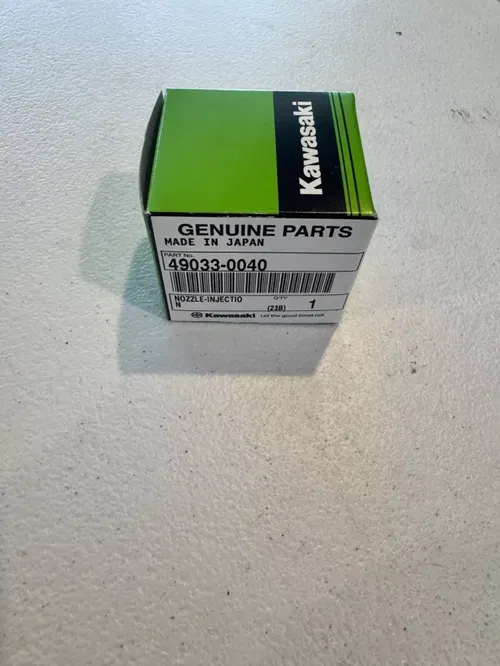 Kawasaki
GENUINE PARTS
MADE IN JAPAN
PART No.
49033-0040
NOZZLE-INJECTIO
N
Q'TY
(23B) 1
Kawasaki Let the good times roll